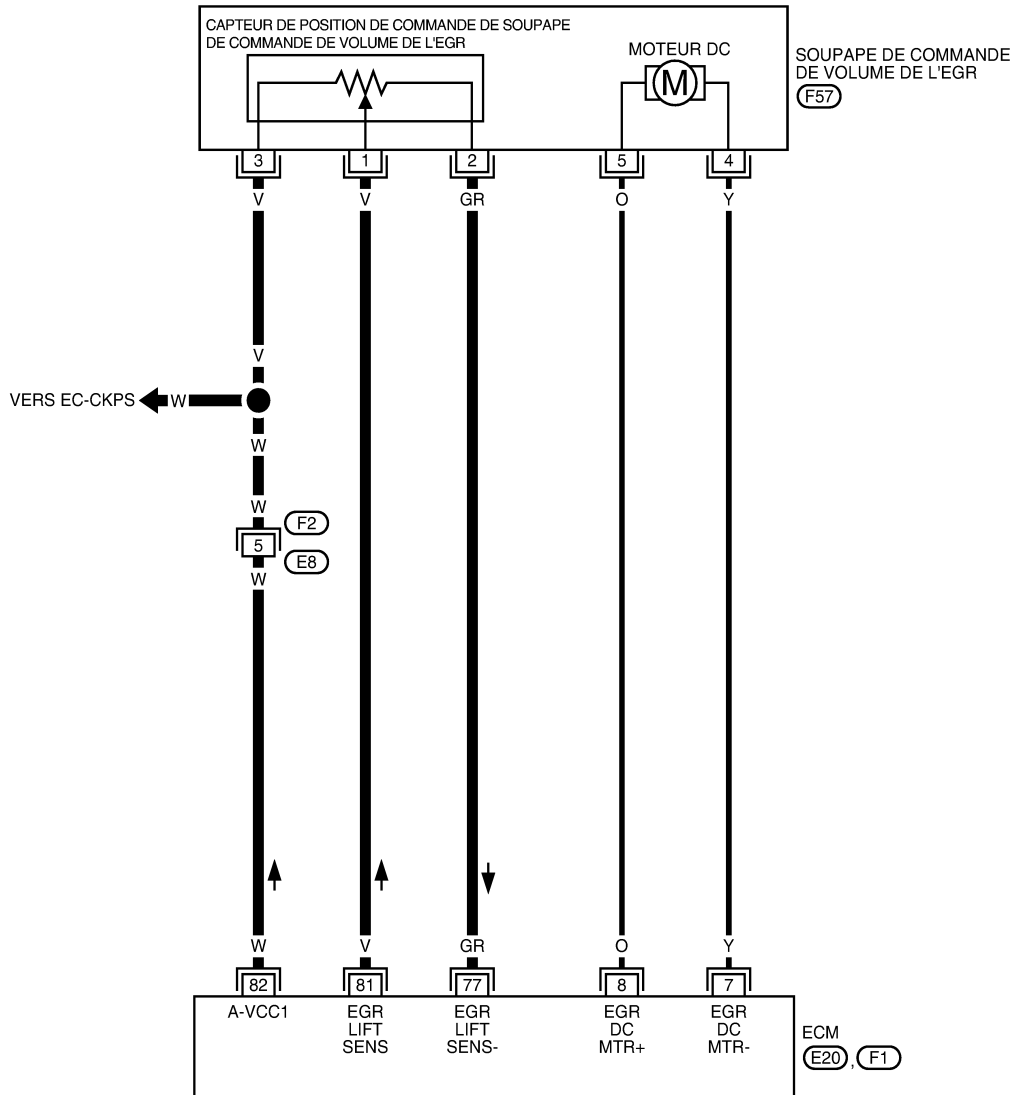 CAPTEUR DE POSITION DE COMMANDE DE SOUPAPE
DE COMMANDE DE VOLUME DE L'EGR
MOTEUR DC
M
SOUPAPE DE COMMANDE
DE VOLUME DE L'EGR
F57
3 1 2 5 4
V V GR O Y
V
VERS EC-CKPS W
W
W
F2
5
E8
W
W V GR O Y
82 81 77 8 7
A-VCC1
EGR
LIFT
SENS
EGR
LIFT
SENS-
EGR
DC
MTR+
EGR
DC
MTR-
ECM
E20 , F1